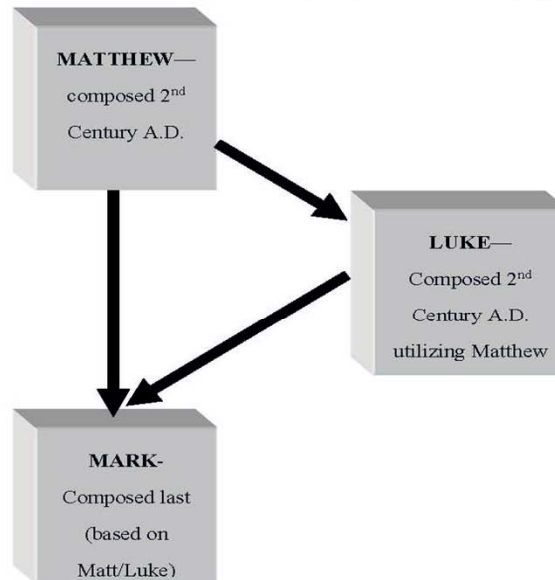 MATTHEW—
composed 2nd
Century A.D.
LUKE—
Composed 2nd
Century A.D.
utilizing Matthew
MARK-
Composed last
(based on
Matt/Luke)